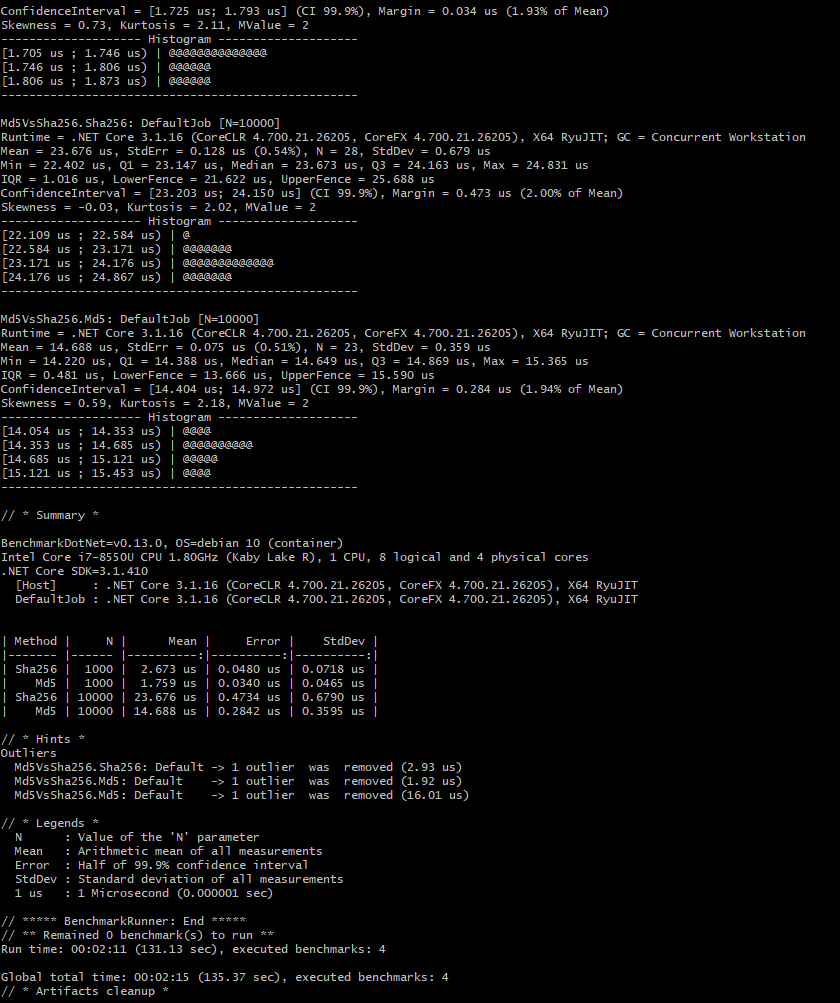 ConfidenceInterval = [1.725 us; 1.793 us] (CI 99.9%), Margin = 0.034 us (1.93% of Mean)
Skewness = 0.73, Kurtosis = 2.11, MValue = 2
-------------------- Histogram --------------------
[1.705 us ; 1.746 us) | @@@@@@@@@@@@@@
[1.746 us ; 1.806 us) | @@@@@@
[1.806 us ; 1.873 us) | @@@@@@
---------------------------------------------------

Md5VsSha256.Sha256: DefaultJob [N=10000]
Runtime = .NET Core 3.1.16 (CoreCLR 4.700.21.26205, CoreFX 4.700.21.26205), X64 RyuJIT; GC = Concurrent Workstation
Mean = 23.676 us, StdErr = 0.128 us (0.54%), N = 28, StdDev = 0.679 us
Min = 22.402 us, Q1 = 23.147 us, Median = 23.673 us, Q3 = 24.163 us, Max = 24.831 us
IQR = 1.016 us, LowerFence = 21.622 us, UpperFence = 25.688 us
ConfidenceInterval = [23.203 us; 24.150 us] (CI 99.9%), Margin = 0.473 us (2.00% of Mean)
Skewness = -0.03, Kurtosis = 2.02, MValue = 2
-------------------- Histogram --------------------
[22.109 us ; 22.584 us) | @
[22.584 us ; 23.171 us) | @@@@@@@
[23.171 us ; 24.176 us) | @@@@@@@@@@@@@
[24.176 us ; 24.867 us) | @@@@@@@
---------------------------------------------------

Md5VsSha256.Md5: DefaultJob [N=10000]
Runtime = .NET Core 3.1.16 (CoreCLR 4.700.21.26205, CoreFX 4.700.21.26205), X64 RyuJIT; GC = Concurrent Workstation
Mean = 14.688 us, StdErr = 0.075 us (0.51%), N = 23, StdDev = 0.359 us
Min = 14.220 us, Q1 = 14.388 us, Median = 14.649 us, Q3 = 14.869 us, Max = 15.365 us
IQR = 0.481 us, LowerFence = 13.666 us, UpperFence = 15.590 us
ConfidenceInterval = [14.404 us; 14.972 us] (CI 99.9%), Margin = 0.284 us (1.94% of Mean)
Skewness = 0.59, Kurtosis = 2.18, MValue = 2
-------------------- Histogram --------------------
[14.054 us ; 14.353 us) | @@@@
[14.353 us ; 14.685 us) | @@@@@@@@@@
[14.685 us ; 15.121 us) | @@@@@
[15.121 us ; 15.453 us) | @@@@
---------------------------------------------------

// * Summary *

BenchmarkDotNet=v0.13.0, OS=debian 10 (container)
Intel Core i7-8550U CPU 1.80GHz (Kaby Lake R), 1 CPU, 8 logical and 4 physical cores
.NET Core SDK=3.1.410
  [Host]     : .NET Core 3.1.16 (CoreCLR 4.700.21.26205, CoreFX 4.700.21.26205), X64 RyuJIT
  DefaultJob : .NET Core 3.1.16 (CoreCLR 4.700.21.26205, CoreFX 4.700.21.26205), X64 RyuJIT


| Method |     N |      Mean |     Error |    StdDev |
|------- |------ |----------:|----------:|----------:|
| Sha256 |  1000 |  2.673 us | 0.0480 us | 0.0718 us |
|    Md5 |  1000 |  1.759 us | 0.0340 us | 0.0465 us |
| Sha256 | 10000 | 23.676 us | 0.4734 us | 0.6790 us |
|    Md5 | 10000 | 14.688 us | 0.2842 us | 0.3595 us |

// * Hints *
Outliers
  Md5VsSha256.Sha256: Default -> 1 outlier  was  removed (2.93 us)
  Md5VsSha256.Md5: Default    -> 1 outlier  was  removed (1.92 us)
  Md5VsSha256.Md5: Default    -> 1 outlier  was  removed (16.01 us)

// * Legends *
  N      : Value of the 'N' parameter
  Mean   : Arithmetic mean of all measurements
  Error  : Half of 99.9% confidence interval
  StdDev : Standard deviation of all measurements
  1 us   : 1 Microsecond (0.000001 sec)

// ***** BenchmarkRunner: End *****
// ** Remained 0 benchmark(s) to run **
Run time: 00:02:11 (131.13 sec), executed benchmarks: 4

Global total time: 00:02:15 (135.37 sec), executed benchmarks: 4
// * Artifacts cleanup *